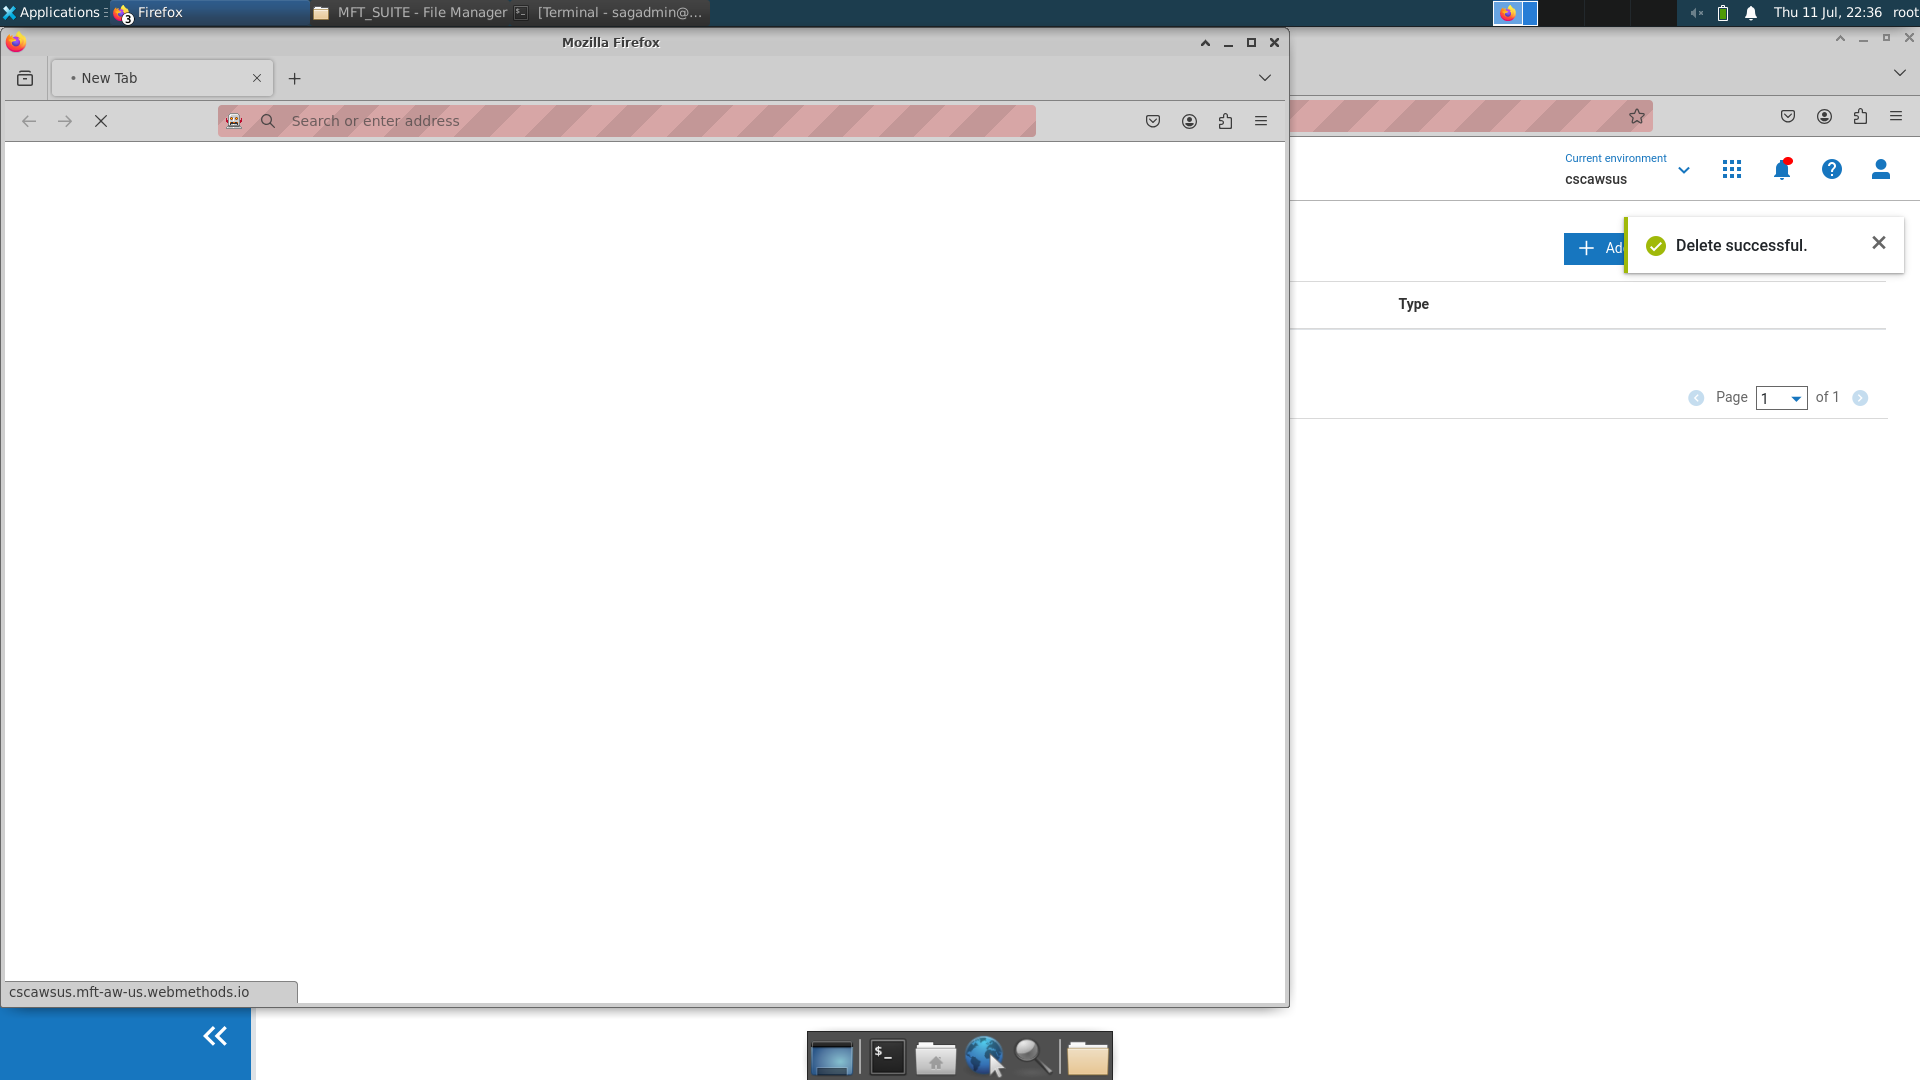 Applications
3
Firefox
MFT_SUITE - File Manager
[Terminal - sagadmin@...
Thu 11 Jul, 22:36
root
Mozilla Firefox
New Tab
Search or enter address
Current environment
cscawsus
Delete successful.
Type
Page
1
of 1
cscawsus.mft-aw-us.webmethods.io
$_